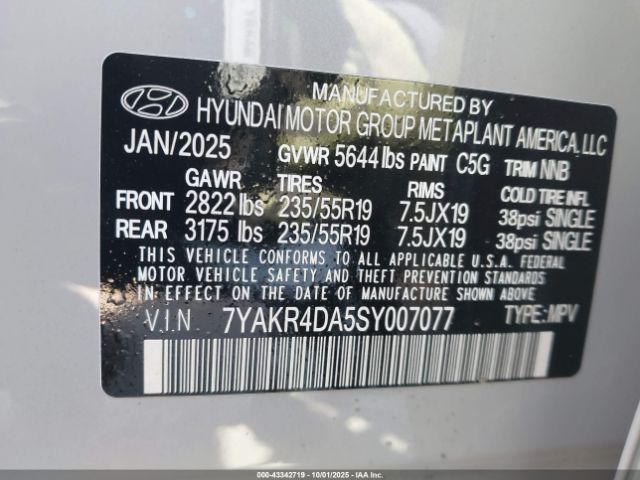 MANUFACTURED BY
HYUNDAI MOTOR GROUP METAPLANT AMERICA, LLC
JAN/2025 GVWR 5644 lbs PAINT C5G TRIM NNB
GAWR TIRES RIMS COLD TIRE INFL
FRONT 2822 lbs 235/55R19 7.5JX19 38psi SINGLE
REAR 3175 lbs 235/55R19 7.5JX19 38psi SINGLE
THIS VEHICLE CONFORMS TO ALL APPLICABLE U.S.A. FEDERAL
MOTOR VEHICLE SAFETY AND THEFT PREVENTION STANDARDS
IN EFFECT ON THE DATE OF MANUFACTURE SHOWN ABOVE.
V.I.N 7YAKR4DA5SY007077 TYPE: MPV
000-43342719 - 10/01/2025 - IAA Inc.